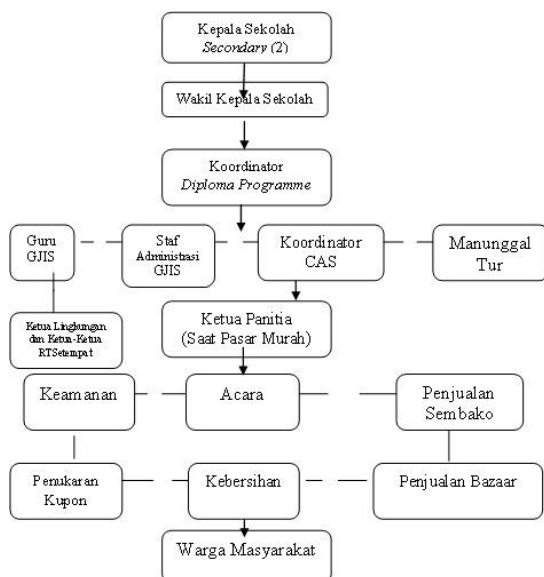 Kepala Sekolah
Secondary (2)
Wakil Kepala Sekolah
Koordinator
Diploma Programme
Guru
GJIS
Staf
Administrasi
GJIS
Koordinator
CAS
Manunggal
Tur
Ketua Lingkungan
dan Ketua-Ketua
RTSetempat
Ketua Panitia
(Saat Pasar Murah)
Keamanan
Acara
Penjualan
Sembako
Penukaran
Kupon
Kebersihan
Penjualan Bazaar
Warga Masyarakat